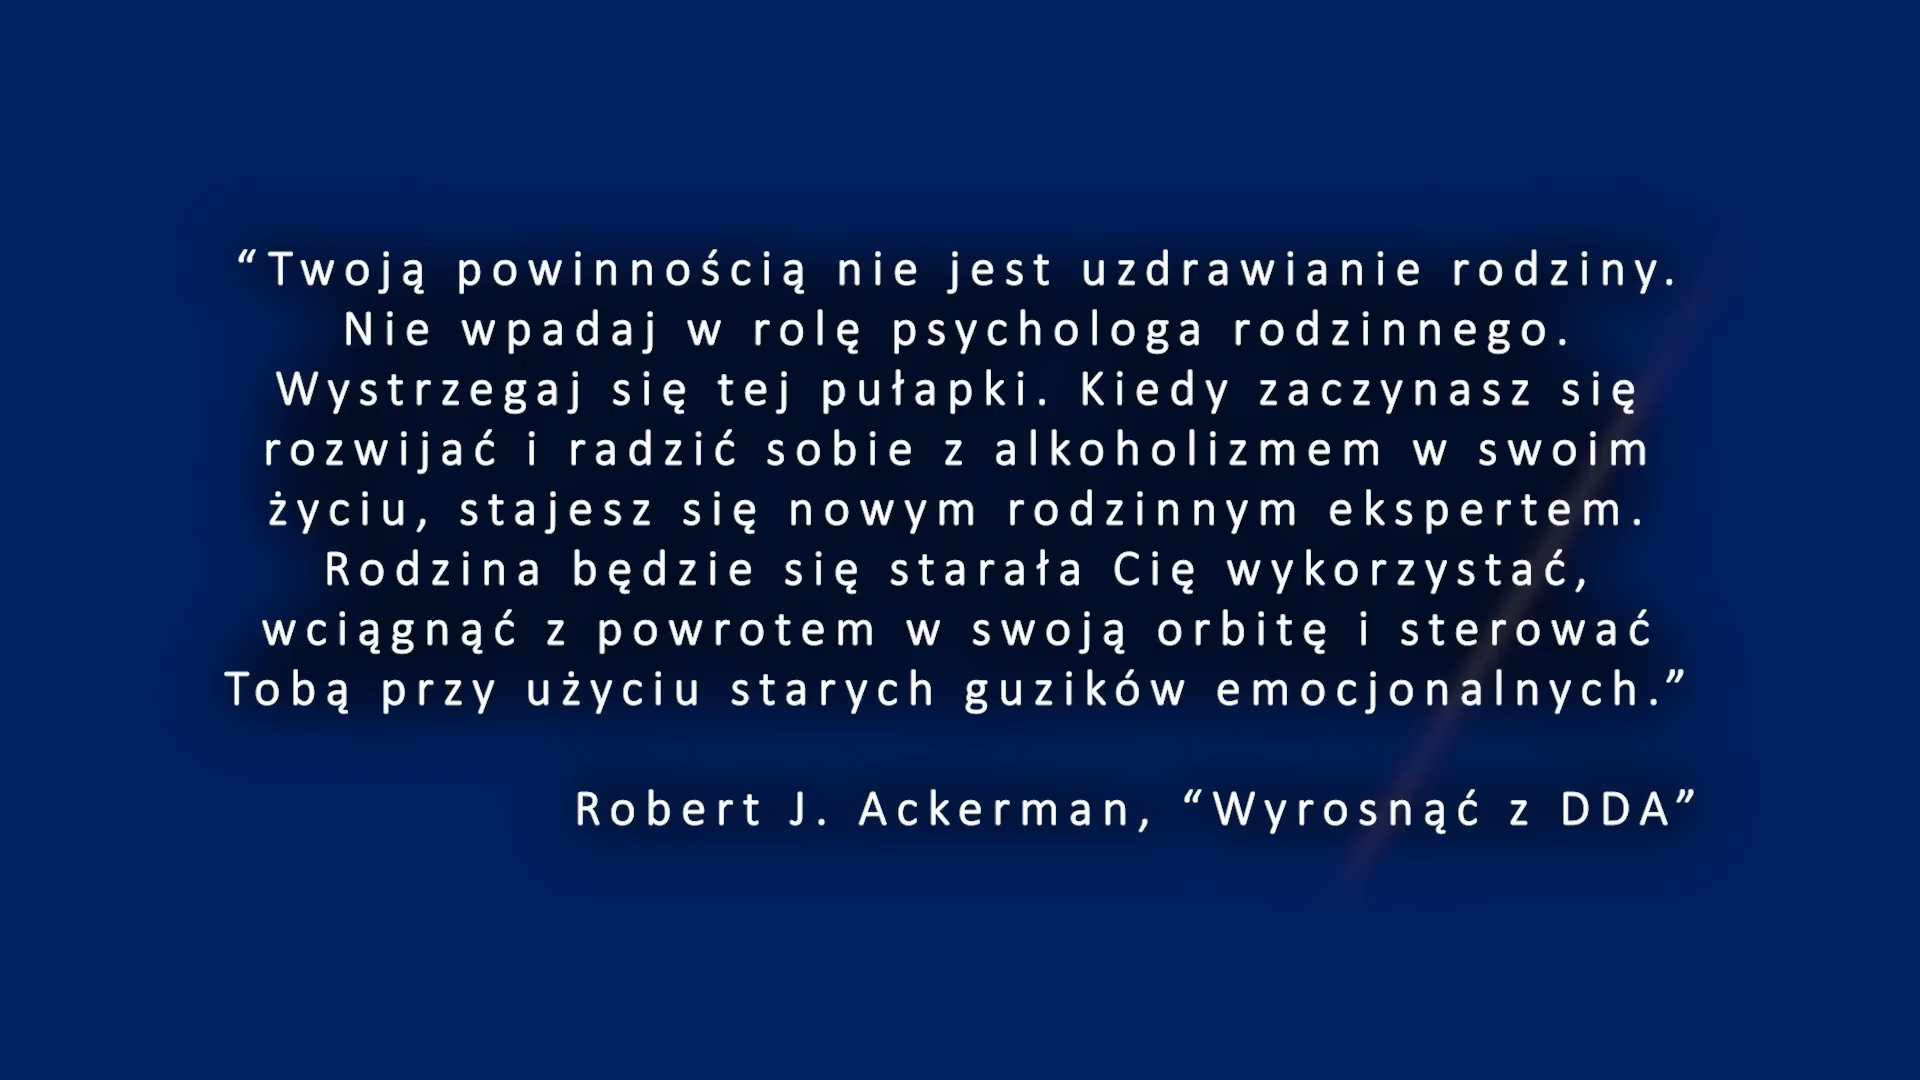 “Twoją powinnością nie jest uzdrawianie rodziny.
Nie wpadaj w rolę psychologa rodzinnego.
Wystrzegaj się tej pułapki. Kiedy zaczynasz się
rozwijać i radzić sobie z alkoholizmem w swoim
życiu, stajesz się nowym rodzinnym ekspertem.
Rodzina będzie się starała Cię wykorzystać,
wciągnąć z powrotem w swoją orbitę i sterować
Tobą przy użyciu starych guzików emocjonalnych.”
Robert J. Ackerman, “Wyrosnąć z DDA”